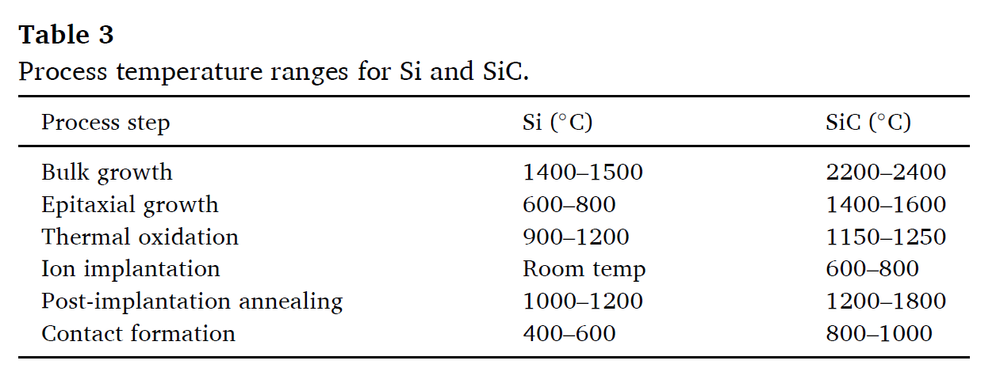 Table 3
Process temperature ranges for Si and SiC.
Process step Si (°C) SiC (°C)
Bulk growth 1400–1500 2200–2400
Epitaxial growth 600–800 1400–1600
Thermal oxidation 900–1200 1150–1250
Ion implantation Room temp 600–800
Post-implantation annealing 1000–1200 1200–1800
Contact formation 400–600 800–1000